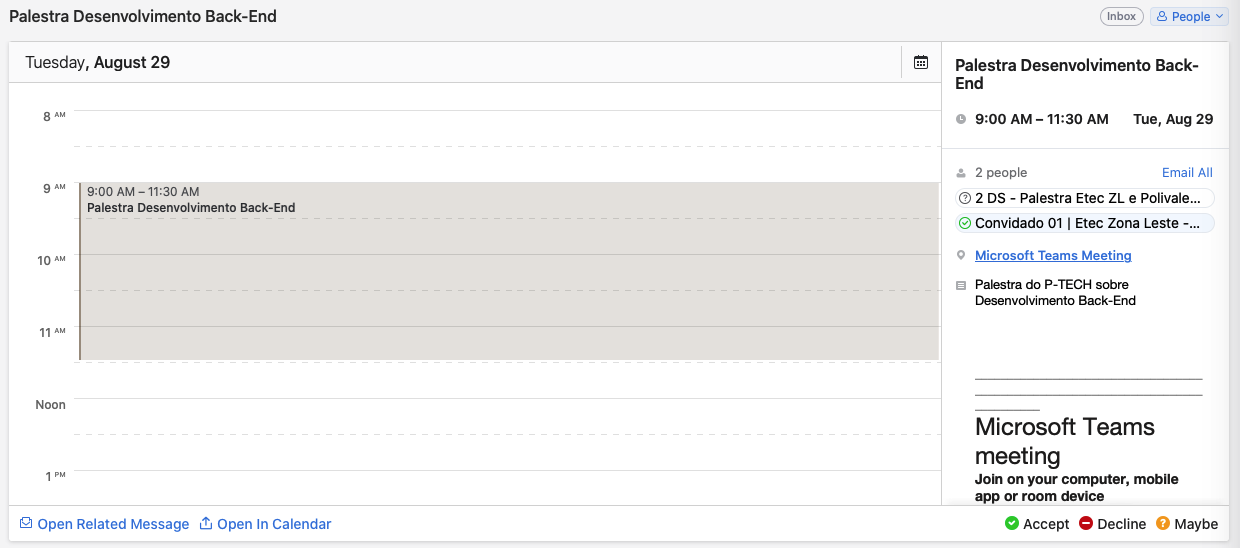 Palestra Desenvolvimento Back-End
Inbox
People
Tuesday, August 29
8 AM
9 AM
9:00 AM – 11:30 AM
Palestra Desenvolvimento Back-End
10 AM
11 AM
Noon
1 PM
Palestra Desenvolvimento Back-
End
9:00 AM – 11:30 AM Tue, Aug 29
2 people Email All
2 DS - Palestra Etec ZL e Polivale...
Convidado 01 | Etec Zona Leste -...
Microsoft Teams Meeting
Palestra do P-TECH sobre
Desenvolvimento Back-End
Microsoft Teams
meeting
Join on your computer, mobile
app or room device
Open Related Message Open In Calendar
Accept Decline Maybe